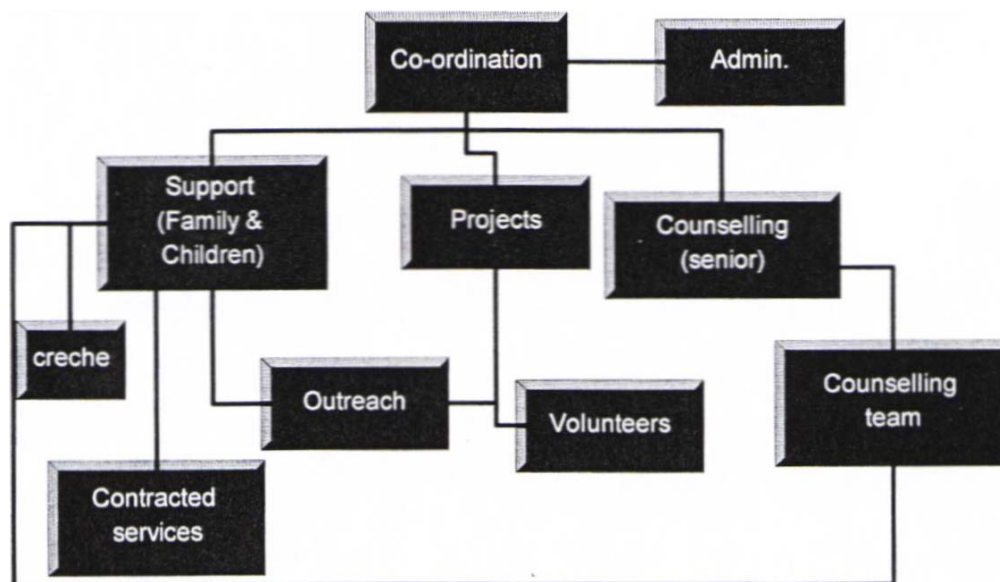 Co-ordination
Admin.
Support
(Family &
Children)
Projects
Counselling
(senior)
creche
Outreach
Volunteers
Counselling
team
Contracted
services